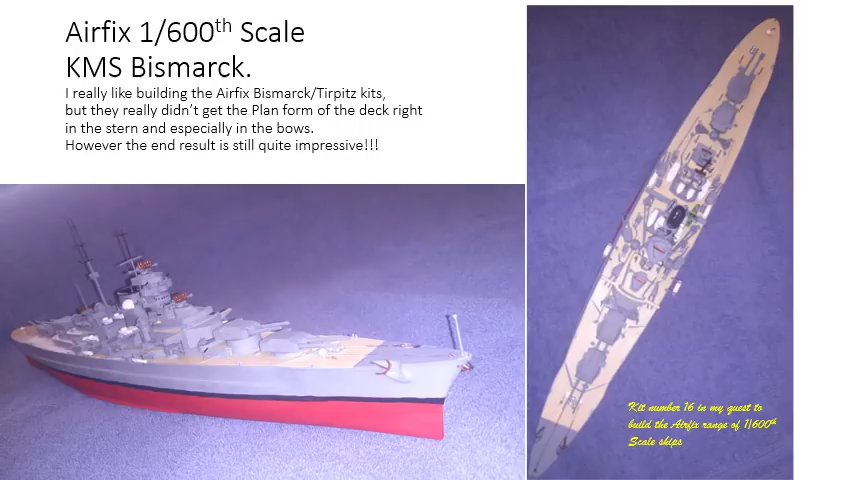 Airfix 1/600th Scale
KMS Bismarck.
I really like building the Airfix Bismarck/Tirpitz kits,
but they really didn’t get the Plan form of the deck right
in the stern and especially in the bows.
However the end result is still quite impressive!!!
Kit number 16 in my quest to
build the Airfix range of 1/600th
Scale ships